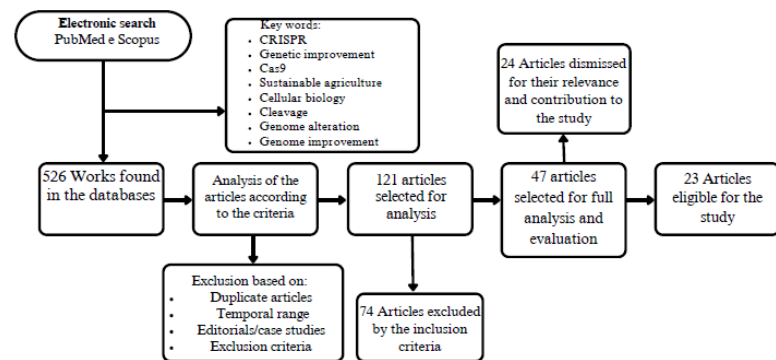 Electronic search
PubMed e Scopus
Key words:
• CRISPR
• Genetic improvement
• Cas9
• Sustainable agriculture
• Cellular biology
• Cleavage
• Genome alteration
• Genome improvement
24 Articles dismissed
for their relevance
and contribution to
the study
526 Works found
in the databases
Analysis of the
articles according
to the criteria
121 articles
selected for
analysis
47 articles
selected for full
analysis and
evaluation
23 Articles
eligible for the
study
Exclusion based on:
• Duplicate articles
• Temporal range
• Editorials/case studies
• Exclusion criteria
74 Articles excluded
by the inclusion
criteria